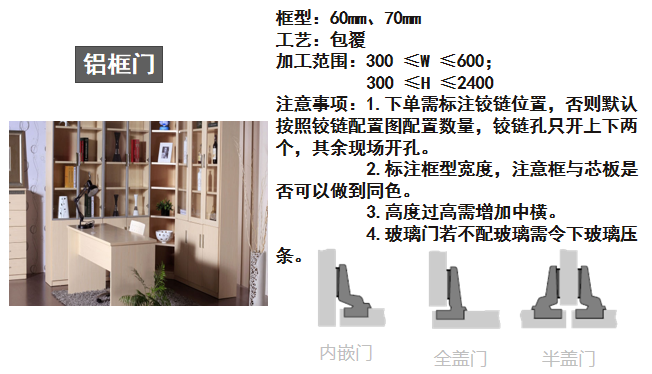 铝框门
框型：60mm、70mm
工艺：包覆
加工范围：300 ≤W ≤600；
300 ≤H ≤2400
注意事项：1.下单需标注铰链位置，否则默认
按照铰链配置图配置数量，铰链孔只开上下两
个，其余现场开孔。
2.标注框型宽度，注意框与芯板是
否可以做到同色。
3.高度过高需增加中横。
4.玻璃门若不配玻璃需令下玻璃压
条。
内嵌门
全盖门
半盖门